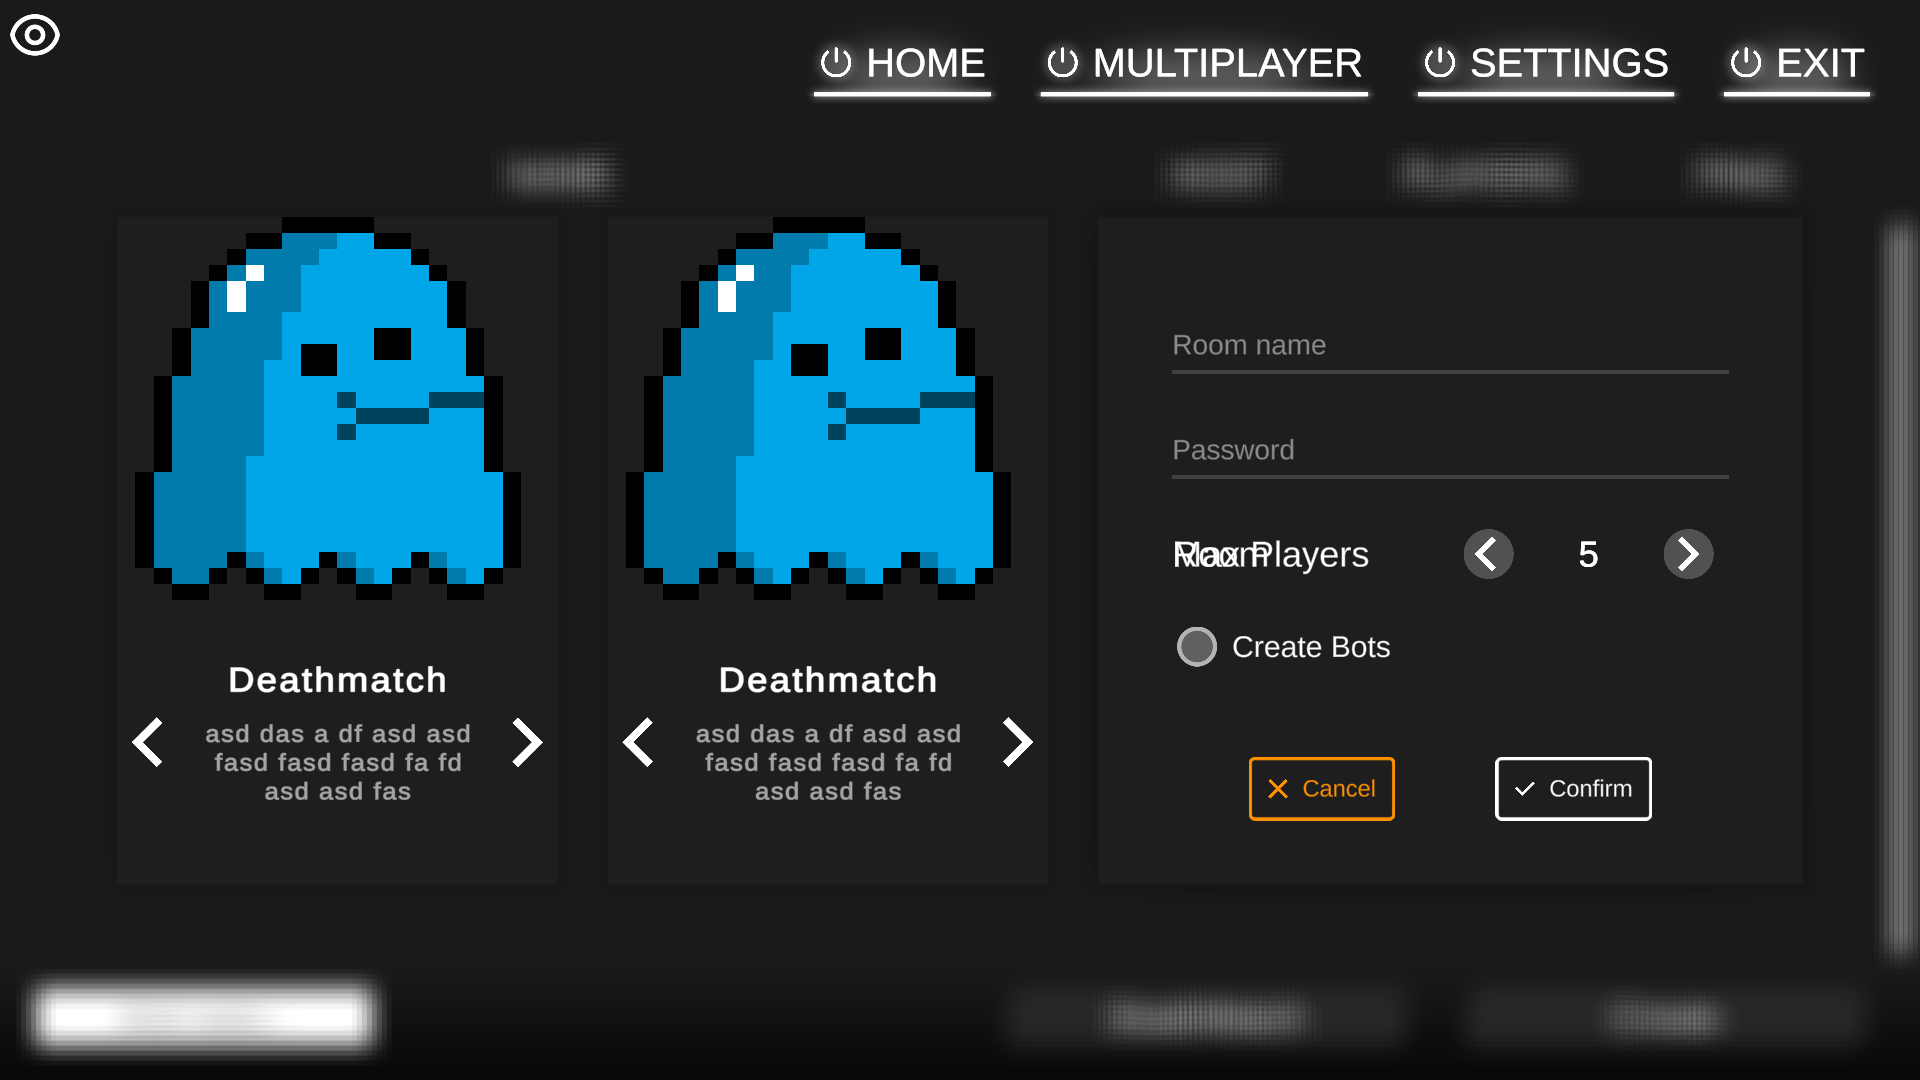 HOME MULTIPLAYER SETTINGS EXIT
Deathmatch
asd das a df asd asd
fasd fasd fasd fa fd
asd asd fas
Deathmatch
asd das a df asd asd
fasd fasd fasd fa fd
asd asd fas
Room name
Password
Max Players 5
Room
Create Bots
Cancel Confirm